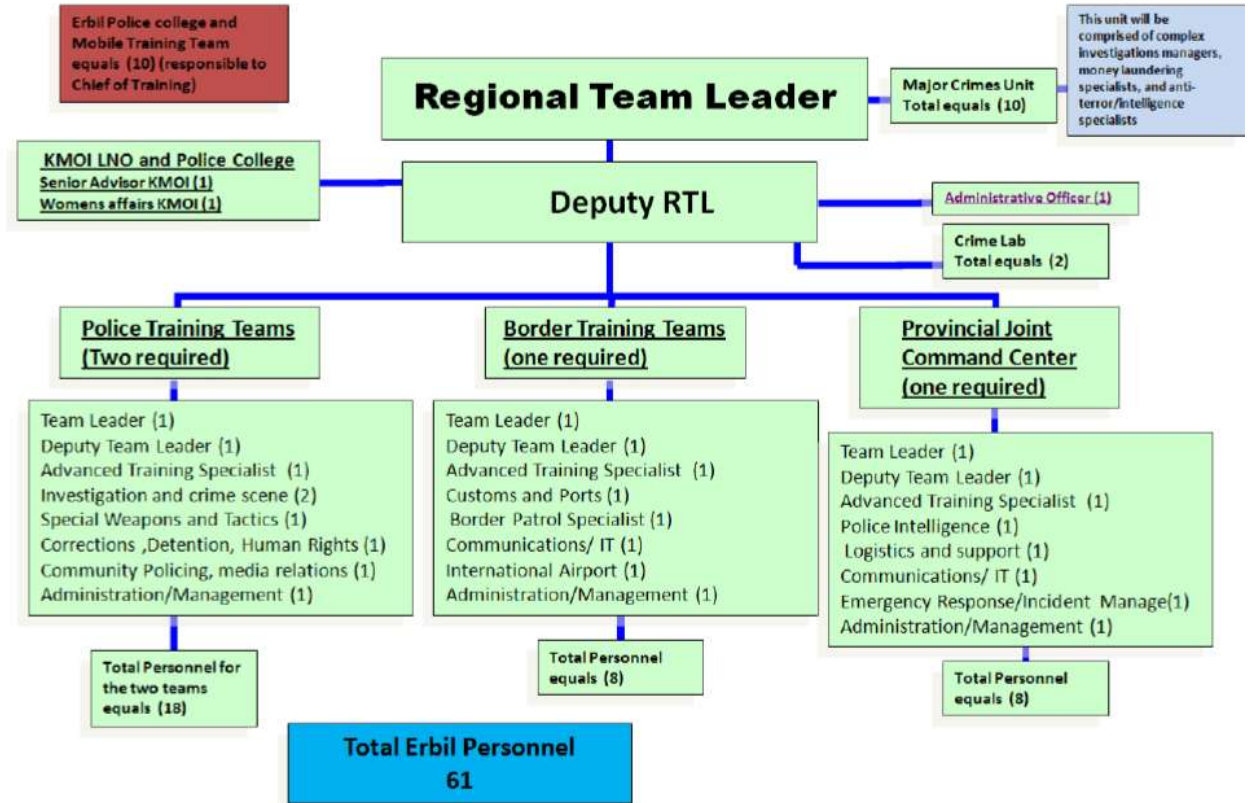 Erbil Police college and
Mobile Training Team
equals (10) (responsible to
Chief of Training)
Regional Team Leader
Major Crimes Unit
Total equals (10)
This unit will be
comprised of complex
investigations managers,
money laundering
specialists, and anti-
terror/intelligence
specialists
KMOI LNO and Police College
Senior Advisor KMOI (1)
Womens affairs KMOI (1)
Deputy RTL
Administrative Officer (1)
Crime Lab
Total equals (2)
Police Training Teams
(Two required)
Team Leader (1)
Deputy Team Leader (1)
Advanced Training Specialist (1)
Investigation and crime scene (2)
Special Weapons and Tactics (1)
Corrections ,Detention, Human Rights (1)
Community Policing, media relations (1)
Administration/Management (1)
Total Personnel for
the two teams
equals (18)
Border Training Teams
(one required)
Team Leader (1)
Deputy Team Leader (1)
Advanced Training Specialist (1)
Customs and Ports (1)
Border Patrol Specialist (1)
Communications/ IT (1)
International Airport (1)
Administration/Management (1)
Total Personnel
equals (8)
Provincial Joint
Command Center
(one required)
Team Leader (1)
Deputy Team Leader (1)
Advanced Training Specialist (1)
Police Intelligence (1)
Logistics and support (1)
Communications/ IT (1)
Emergency Response/Incident Manage(1)
Administration/Management (1)
Total Personnel
equals (8)
Total Erbil Personnel
61